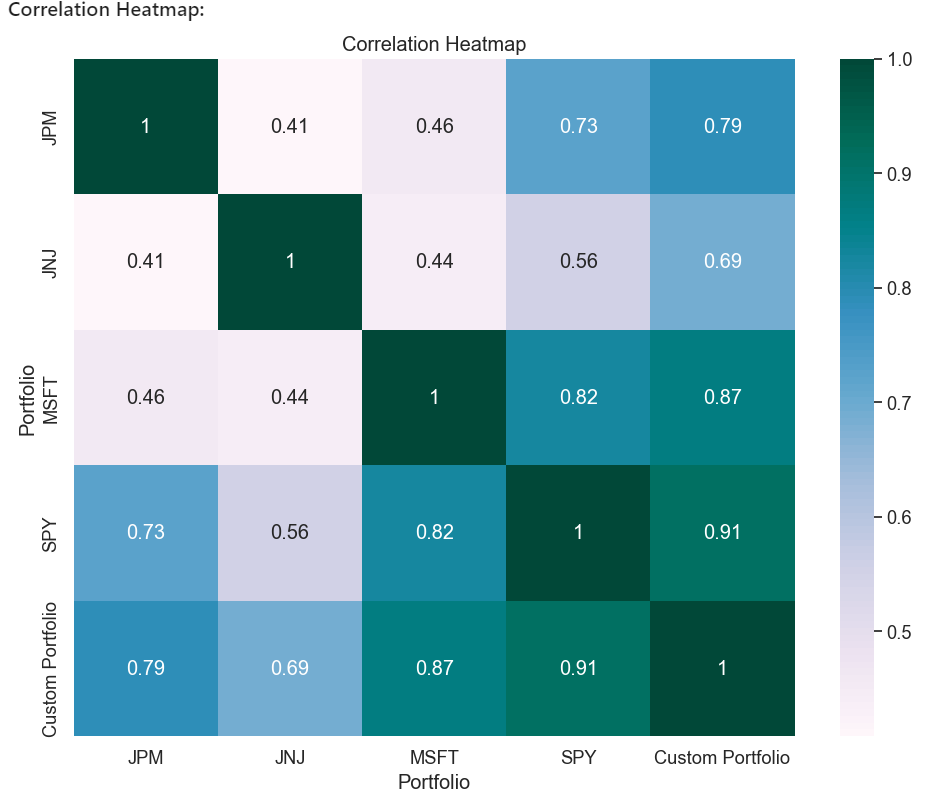 Correlation Heatmap:
Correlation Heatmap
JPM 1 0.41 0.46 0.73 0.79
JNJ 0.41 1 0.44 0.56 0.69
MSFT 0.46 0.44 1 0.82 0.87
SPY 0.73 0.56 0.82 1 0.91
Custom Portfolio 0.79 0.69 0.87 0.91 1
Portfolio
JPM JNJ MSFT SPY Custom Portfolio
Portfolio
1.0
0.9
0.8
0.7
0.6
0.5